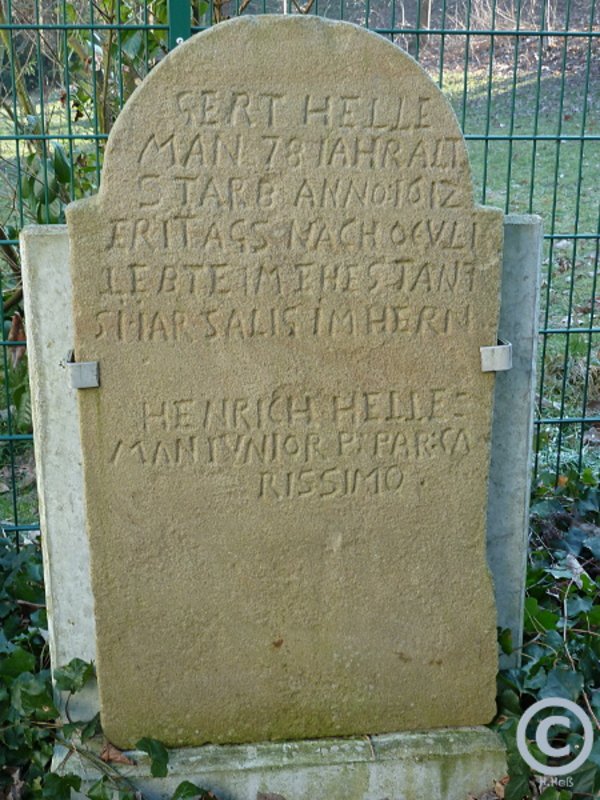 GERT HELLE
MAN 78 IAHR ALT
STARB ANNO:1612
FRITAGS NACH OCVLI
LEBTE IM EHESTANT
IAR SALIG IM HERN
HENRICH HELLE=
MAN IVNIOR P: PAR: CA
RISSIMO.
© H.Heß